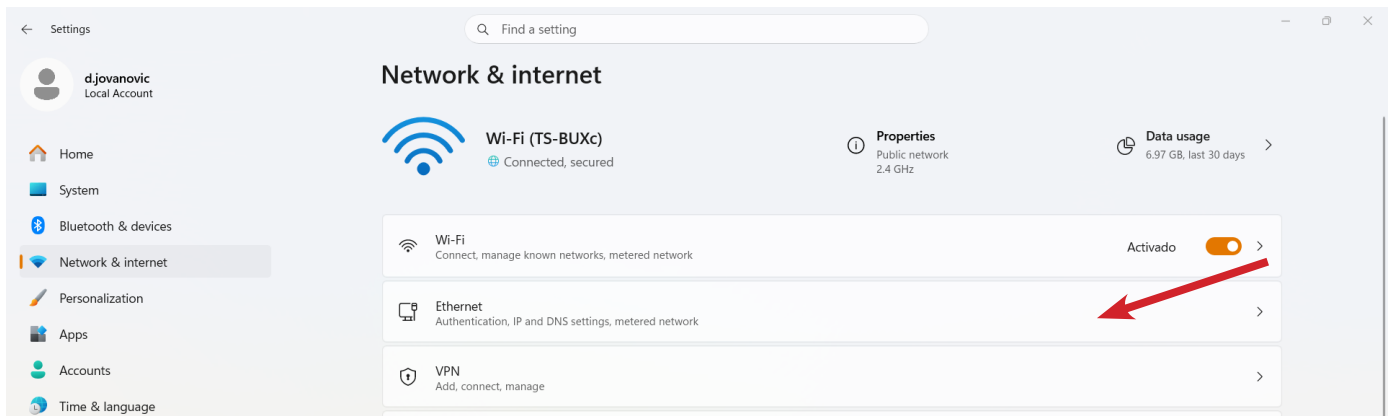 Settings
Find a setting
d.jovanovic
Local Account
Home
System
Bluetooth & devices
Network & internet
Personalization
Apps
Accounts
Time & language
Network & internet
Wi-Fi (TS-BUXc)
Connected, secured
Properties
Public network
2.4 GHz
Data usage
6.97 GB, last 30 days
Wi-Fi
Connect, manage known networks, metered network
Activado
Ethernet
Authentication, IP and DNS settings, metered network
VPN
Add, connect, manage